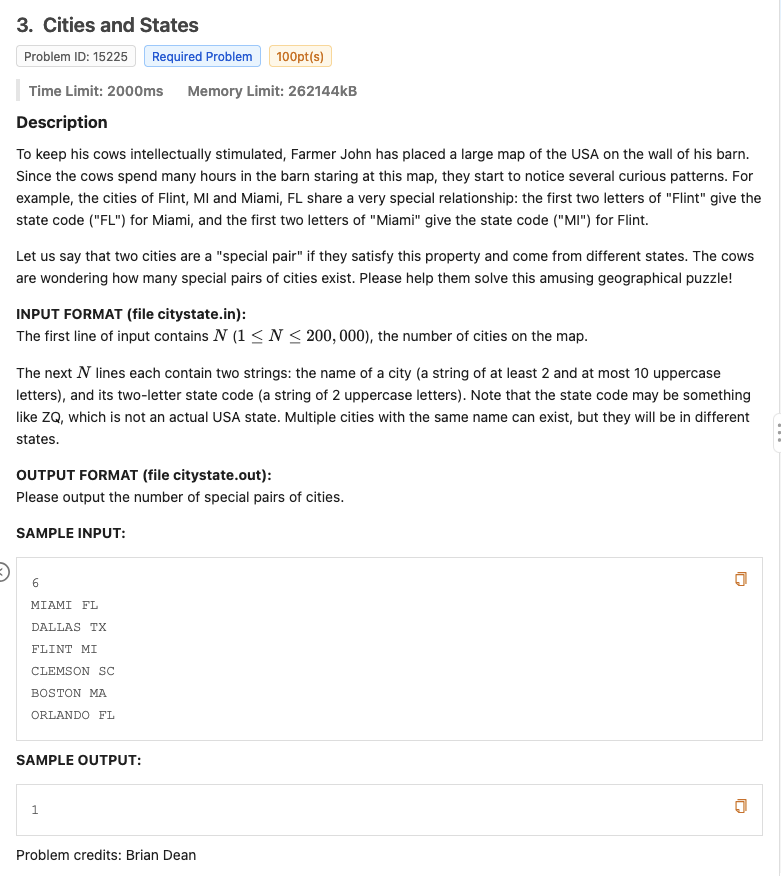 3. Cities and States
Problem ID: 15225 Required Problem 100pt(s)
Time Limit: 2000ms Memory Limit: 262144kB
Description
To keep his cows intellectually stimulated, Farmer John has placed a large map of the USA on the wall of his barn.
Since the cows spend many hours in the barn staring at this map, they start to notice several curious patterns. For
example, the cities of Flint, MI and Miami, FL share a very special relationship: the first two letters of "Flint" give the
state code ("FL") for Miami, and the first two letters of "Miami" give the state code ("MI") for Flint.
Let us say that two cities are a "special pair" if they satisfy this property and come from different states. The cows
are wondering how many special pairs of cities exist. Please help them solve this amusing geographical puzzle!
INPUT FORMAT (file citystate.in):
The first line of input contains N (1 ≤ N ≤ 200,000), the number of cities on the map.
The next N lines each contain two strings: the name of a city (a string of at least 2 and at most 10 uppercase
letters), and its two-letter state code (a string of 2 uppercase letters). Note that the state code may be something
like ZQ, which is not an actual USA state. Multiple cities with the same name can exist, but they will be in different
states.
OUTPUT FORMAT (file citystate.out):
Please output the number of special pairs of cities.
SAMPLE INPUT:
6
MIAMI FL
DALLAS TX
FLINT MI
CLEMSON SC
BOSTON MA
ORLANDO FL
SAMPLE OUTPUT:
1
Problem credits: Brian Dean